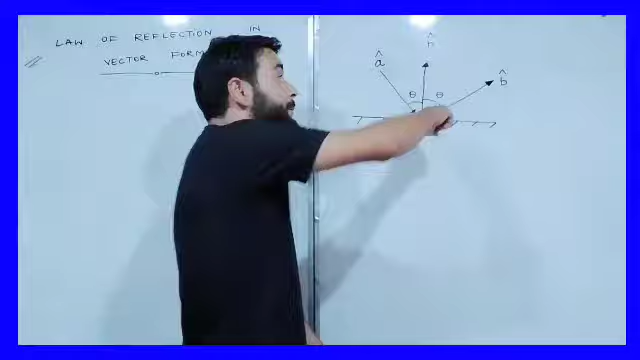 LAW OF REFLECTION IN
VECTOR FORM
n̂
â
b̂
θ θ